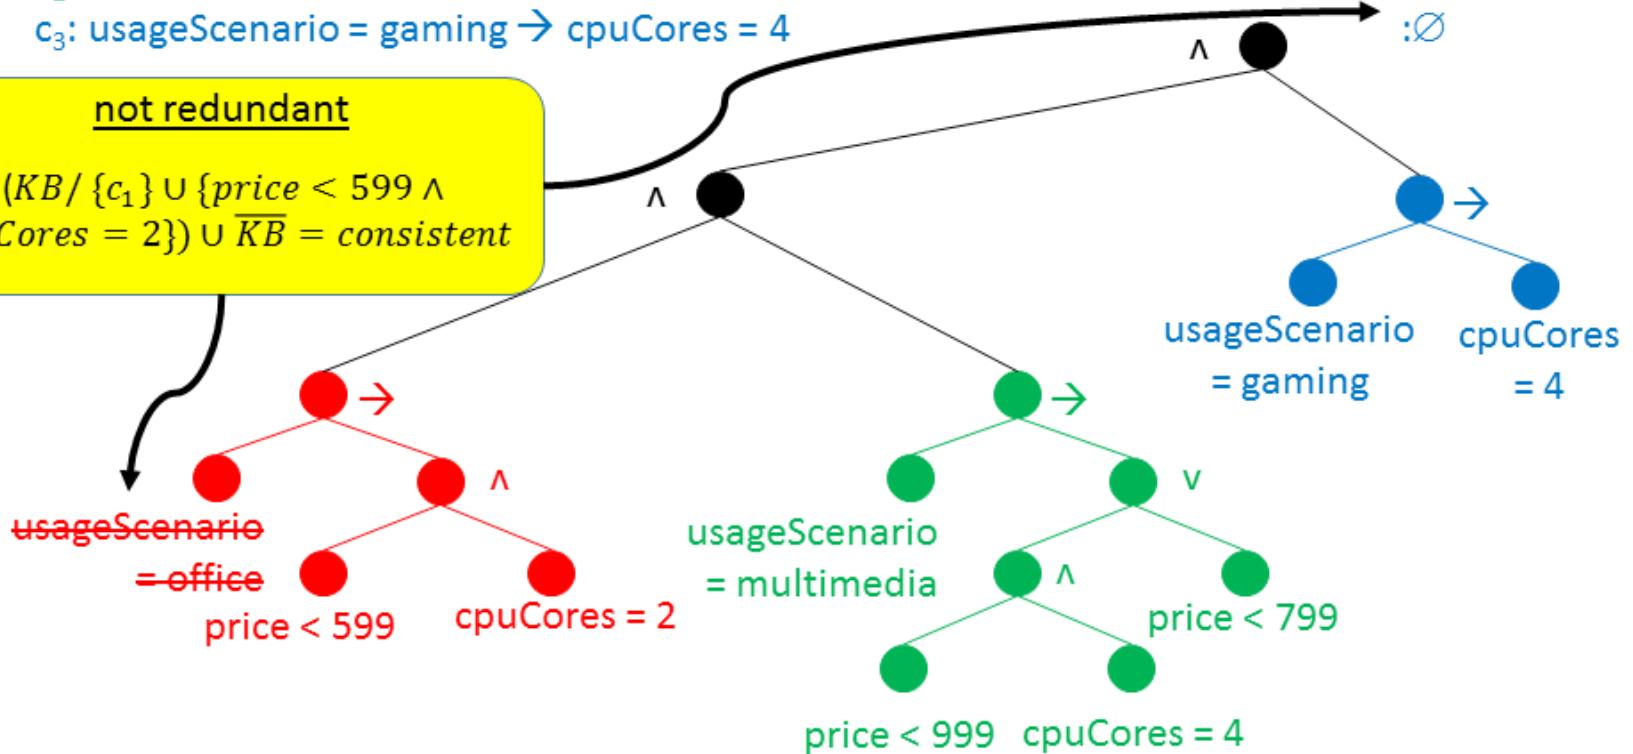 c₃: usageScenario = gaming → cpuCores = 4
:∅
∧
not redundant
(KB/ {c₁} ∪ {price < 599 ∧
Cores = 2}) ∪ K̅B̅ = consistent
∧
→
usageScenario
= gaming
cpuCores
= 4
→
→
usageScenario
= office
∧
price < 599
cpuCores = 2
usageScenario
= multimedia
∨
∧
price < 799
price < 999
cpuCores = 4